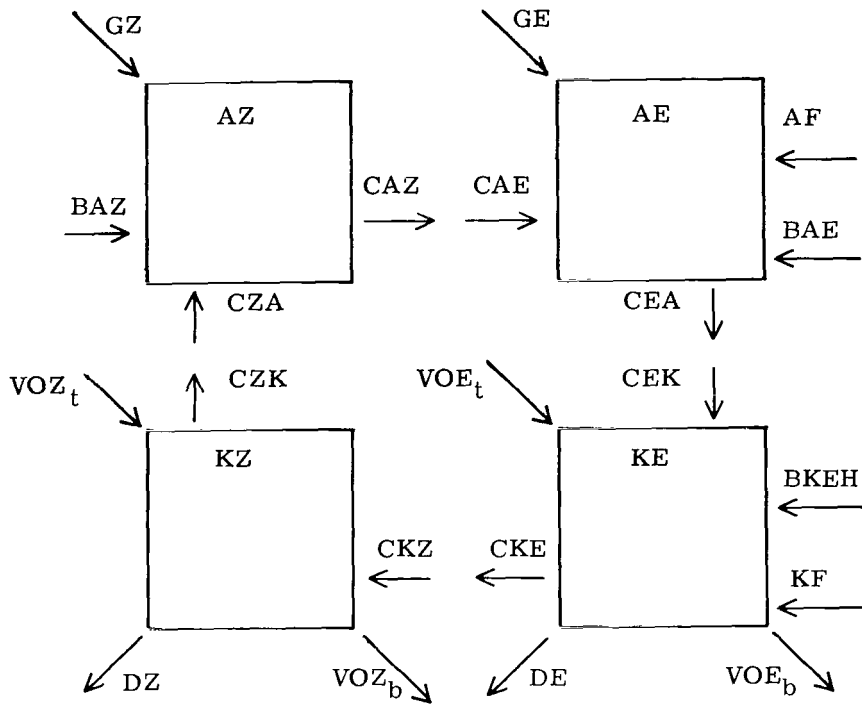 GZ
GE
AZ
AE
AF
BAZ
CAZ
CAE
BAE
CZA
CEA
VOZt
CZK
VOEt
CEK
KZ
KE
BKEH
CKZ
CKE
KF
DZ
VOZb
DE
VOEb